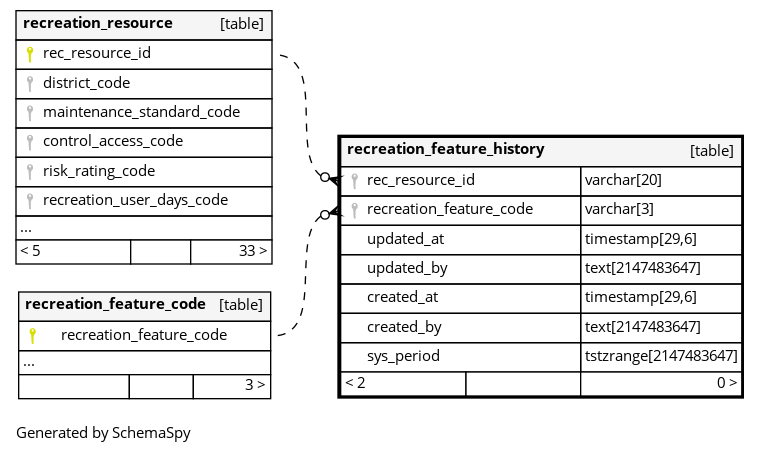 recreation_resource [table]
rec_resource_id
district_code
maintenance_standard_code
control_access_code
risk_rating_code
recreation_user_days_code
...
< 5 33 >
recreation_feature_code [table]
recreation_feature_code
...
3 >
recreation_feature_history [table]
rec_resource_id varchar[20]
recreation_feature_code varchar[3]
updated_at timestamp[29,6]
updated_by text[2147483647]
created_at timestamp[29,6]
created_by text[2147483647]
sys_period tstzrange[2147483647]
< 2 0 >
Generated by SchemaSpy